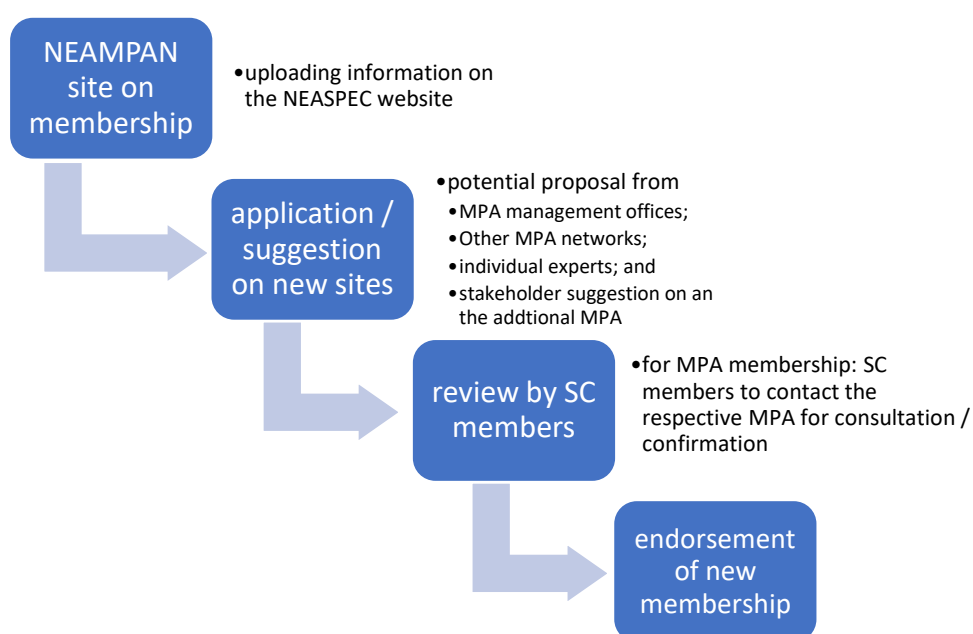 NEAMPAN
site on
membership
•uploading information on
the NEASPEC website
application /
suggestion
on new sites
•potential proposal from
•MPA management offices;
•Other MPA networks;
•individual experts; and
•stakeholder suggestion on an
the addtional MPA
review by SC
members
•for MPA membership: SC
members to contact the
respective MPA for consultation /
confirmation
endorsement
of new
membership